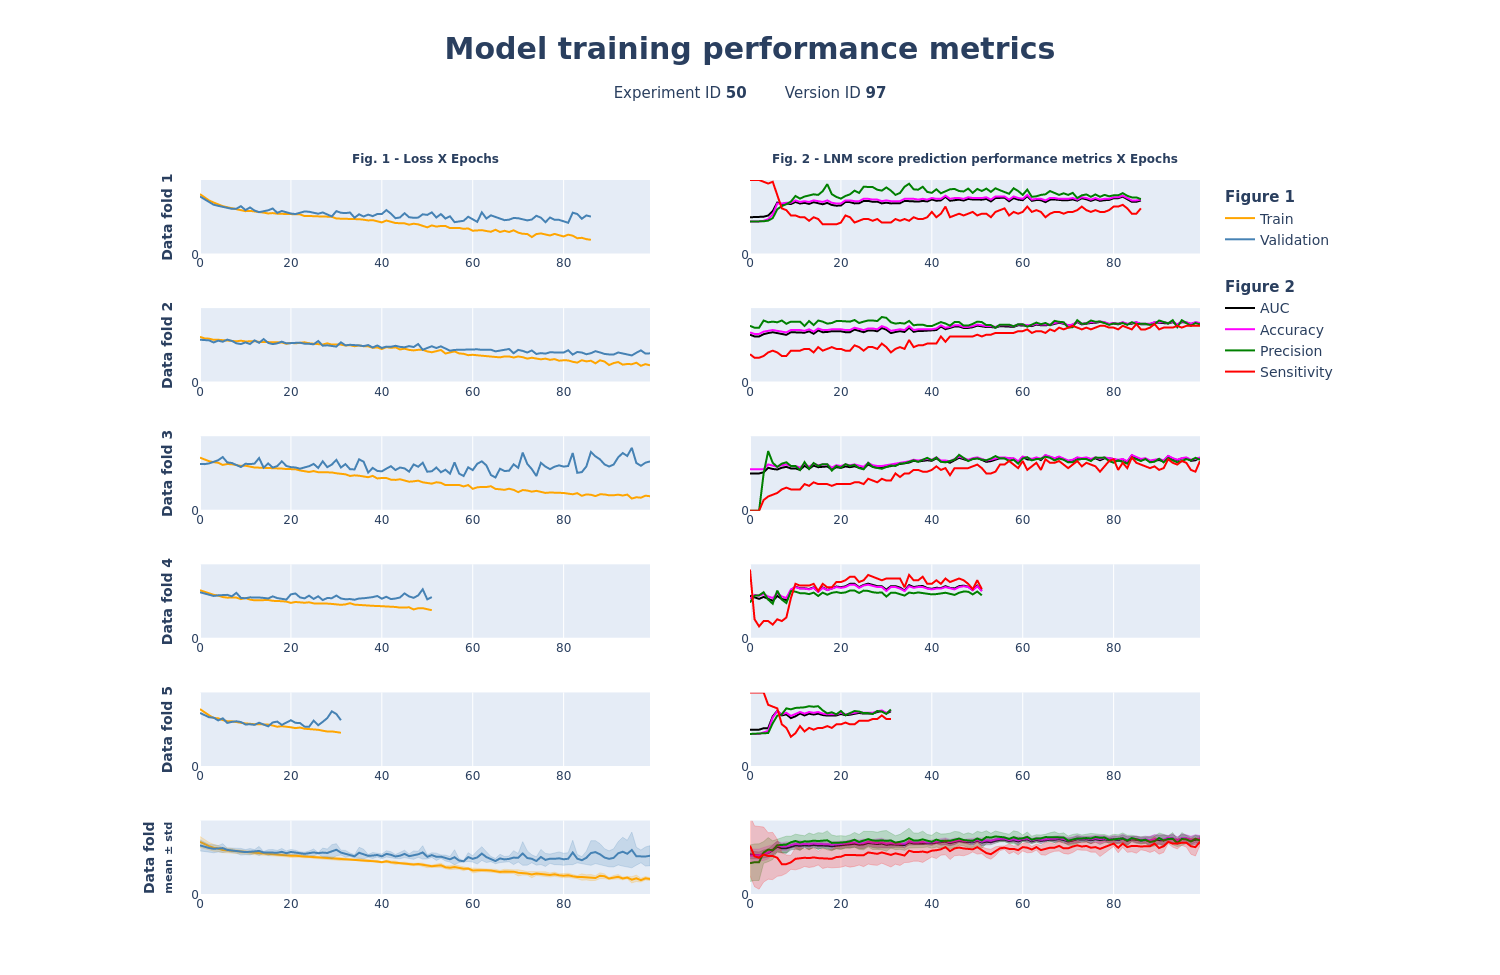 Model training performance metrics
Experiment ID 50 Version ID 97
Fig. 1 - Loss X Epochs
Fig. 2 - LNM score prediction performance metrics X Epochs
Data fold 1
0
0 20 40 60 80
0
0 20 40 60 80
Figure 1
Train
Validation
Figure 2
AUC
Accuracy
Precision
Sensitivity
Data fold 2
0
0 20 40 60 80
0
0 20 40 60 80
Data fold 3
0
0 20 40 60 80
0
0 20 40 60 80
Data fold 4
0
0 20 40 60 80
0
0 20 40 60 80
Data fold 5
0
0 20 40 60 80
0
0 20 40 60 80
Data fold
mean ± std
0
0 20 40 60 80
0
0 20 40 60 80